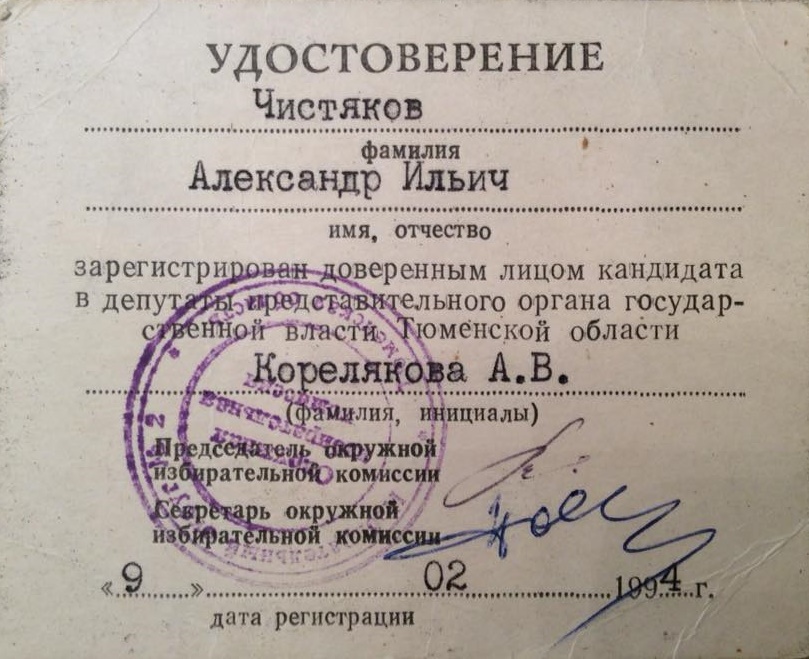 УДОСТОВЕРЕНИЕ
Чистяков
фамилия
Александр Ильич
имя, отчество
зарегистрирован доверенным лицом кандидата
в депутаты представительного органа государ-
ственной власти Тюменской области
Корелякова А.В.
(фамилия, инициалы)
Председатель окружной
избирательной комиссии
Секретарь окружной
избирательной комиссии
«9» 02 1994 г.
дата регистрации